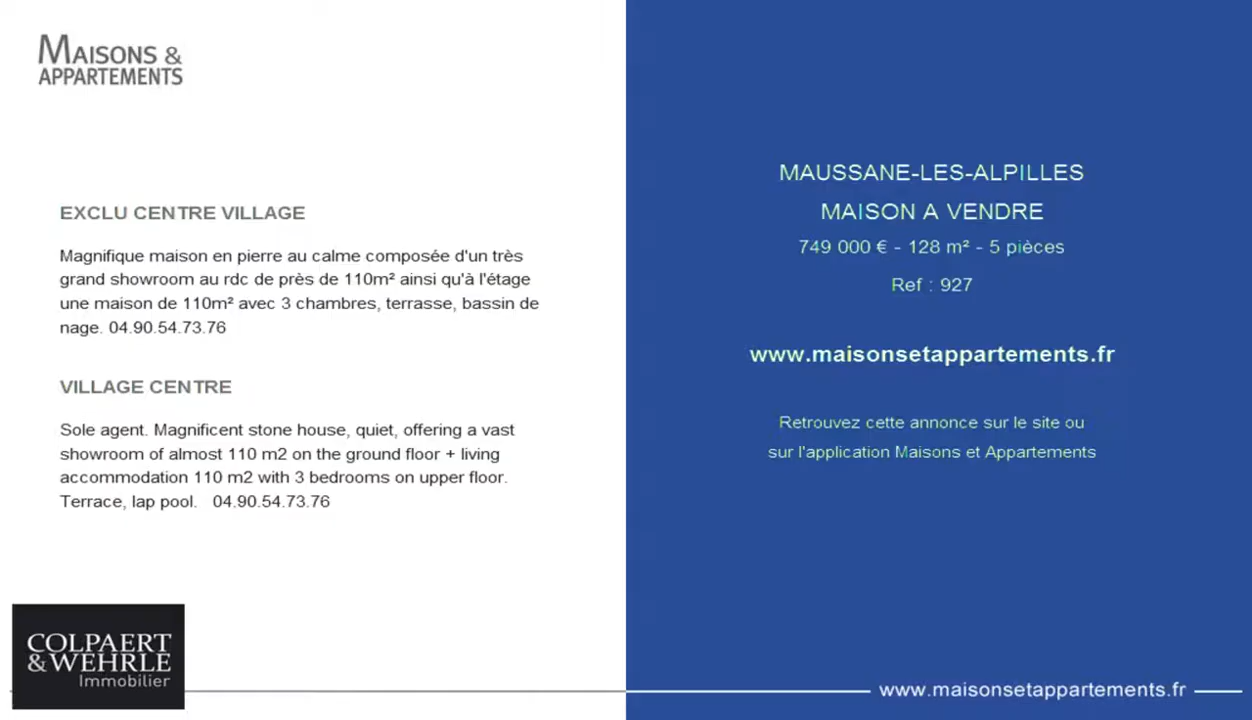 MAISONS &
APPARTEMENTS
EXCLU CENTRE VILLAGE
Magnifique maison en pierre au calme composée d'un très
grand showroom au rdc de près de 110m² ainsi qu'à l'étage
une maison de 110m² avec 3 chambres, terrasse, bassin de
nage. 04.90.54.73.76
VILLAGE CENTRE
Sole agent. Magnificent stone house, quiet, offering a vast
showroom of almost 110 m2 on the ground floor + living
accommodation 110 m2 with 3 bedrooms on upper floor.
Terrace, lap pool.   04.90.54.73.76
COLPAERT
& WEHRLE
Immobilier
MAUSSANE-LES-ALPILLES
MAISON A VENDRE
749 000 € - 128 m² - 5 pièces
Ref : 927
www.maisonsetappartements.fr
Retrouvez cette annonce sur le site ou
sur l'application Maisons et Appartements
www.maisonsetappartements.fr